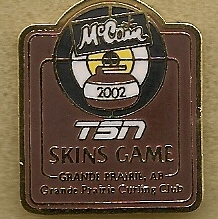 McCain
2002
TSN
SKINS GAME
GRANDE PRAIRIE, AB
Grande Prairie Curling Club